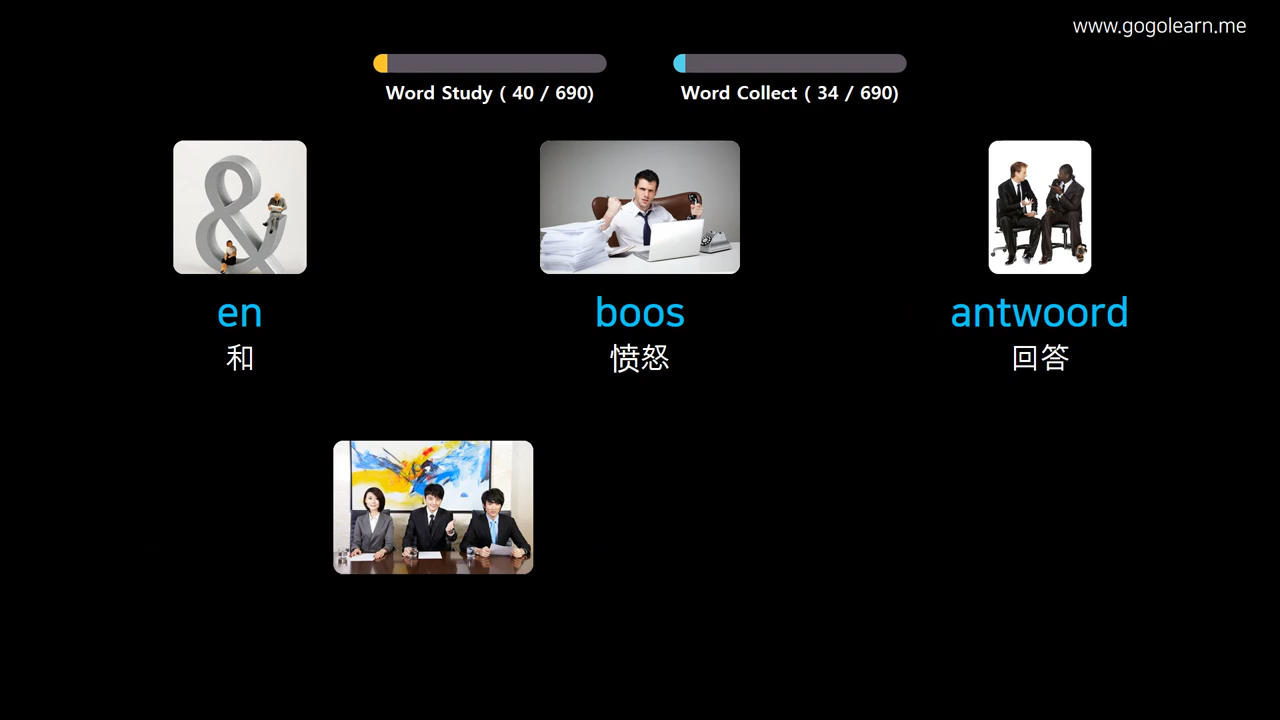 www.gogolearn.me
Word Study ( 40 / 690)
Word Collect ( 34 / 690)
en
boos
antwoord
和
愤怒
回答